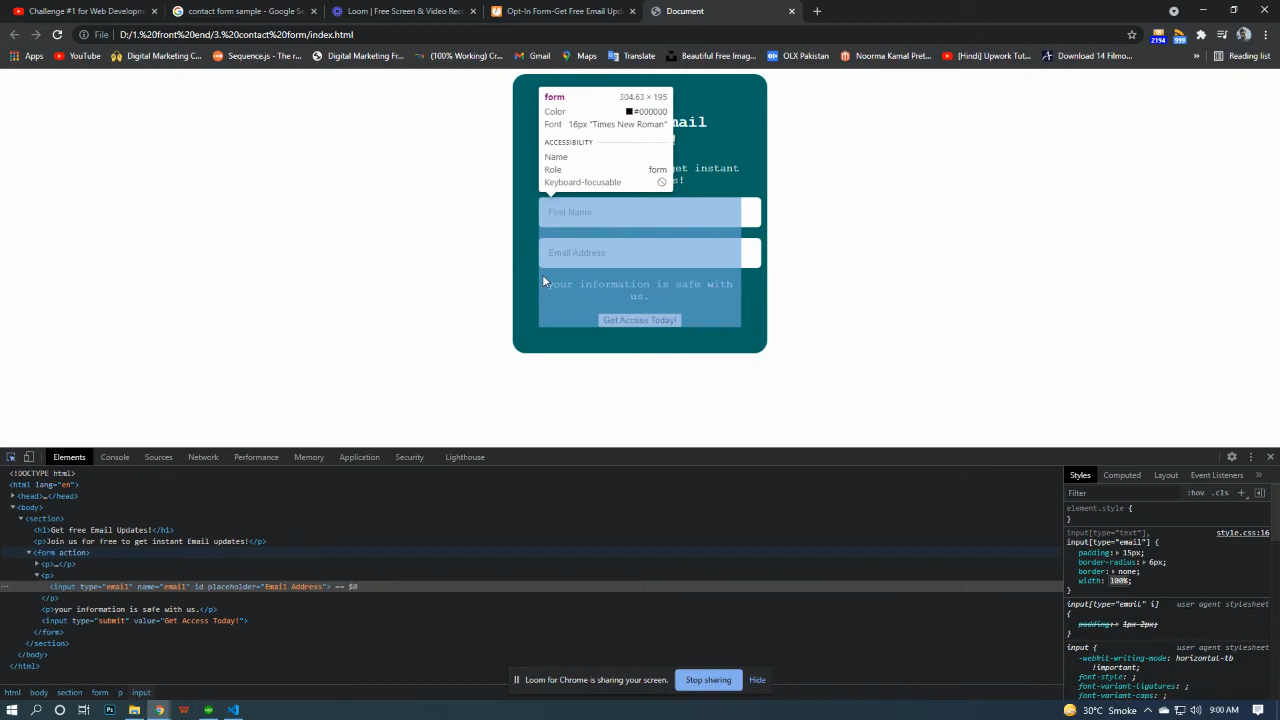 Challenge #1 for Web Developmen
contact form sample - Google Se
Loom | Free Screen & Video Rec
Opt-In Form-Get Free Email Upd
Document
File
D:/1.%20front%20end/3.%20contact%20form/index.html
2194
999
Apps
YouTube
Digital Marketing C...
Sequence.js - The r...
Digital Marketing Fr...
(100%) Working) Cr...
Gmail
Maps
Translate
Beautiful Free Imag...
OLX Pakistan
Noorma Kamal Pret...
[Hindi] Upwork Tut...
Download 14 Filmo...
Reading list
form
304.63 × 195
Color
#000000
Font
16px "Times New Roman"
ACCESSIBILITY
Name
Role
form
Keyboard-focusable
mail
!
get instant
s!
First Name
Email Address
your information is safe with
us.
Get Access Today!
Elements
Console
Sources
Network
Performance
Memory
Application
Security
Lighthouse
<!DOCTYPE html>
<html lang="en">
<head>…</head>
<body>
<section>
<h1>Get free Email Updates!</h1>
<p>Join us for free to get instant Email updates!</p>
<form action>
<p>…</p>
<p>
<input type="email" name="email" id placeholder="Email Address"> == $0
</p>
<p>your information is safe with us.</p>
<input type="submit" value="Get Access Today!">
</form>
</section>
</body>
</html>
html
body
section
form
p
input
Styles
Computed
Layout
Event Listeners
Filter
:hov
.cls
element.style {
}
input[type="text"],
style.css:16
input[type="email"] {
padding: 15px;
border-radius: 6px;
border: none;
width: 100%;
}
input[type="email" i]
user agent stylesheet
{
padding: 1px 2px;
}
input {
user agent stylesheet
-webkit-writing-mode: horizontal-tb
!important;
font-style: ;
font-variant-ligatures: ;
font-variant-caps: ;
Loom for Chrome is sharing your screen.
Stop sharing
Hide
30°C Smoke
9:00 AM